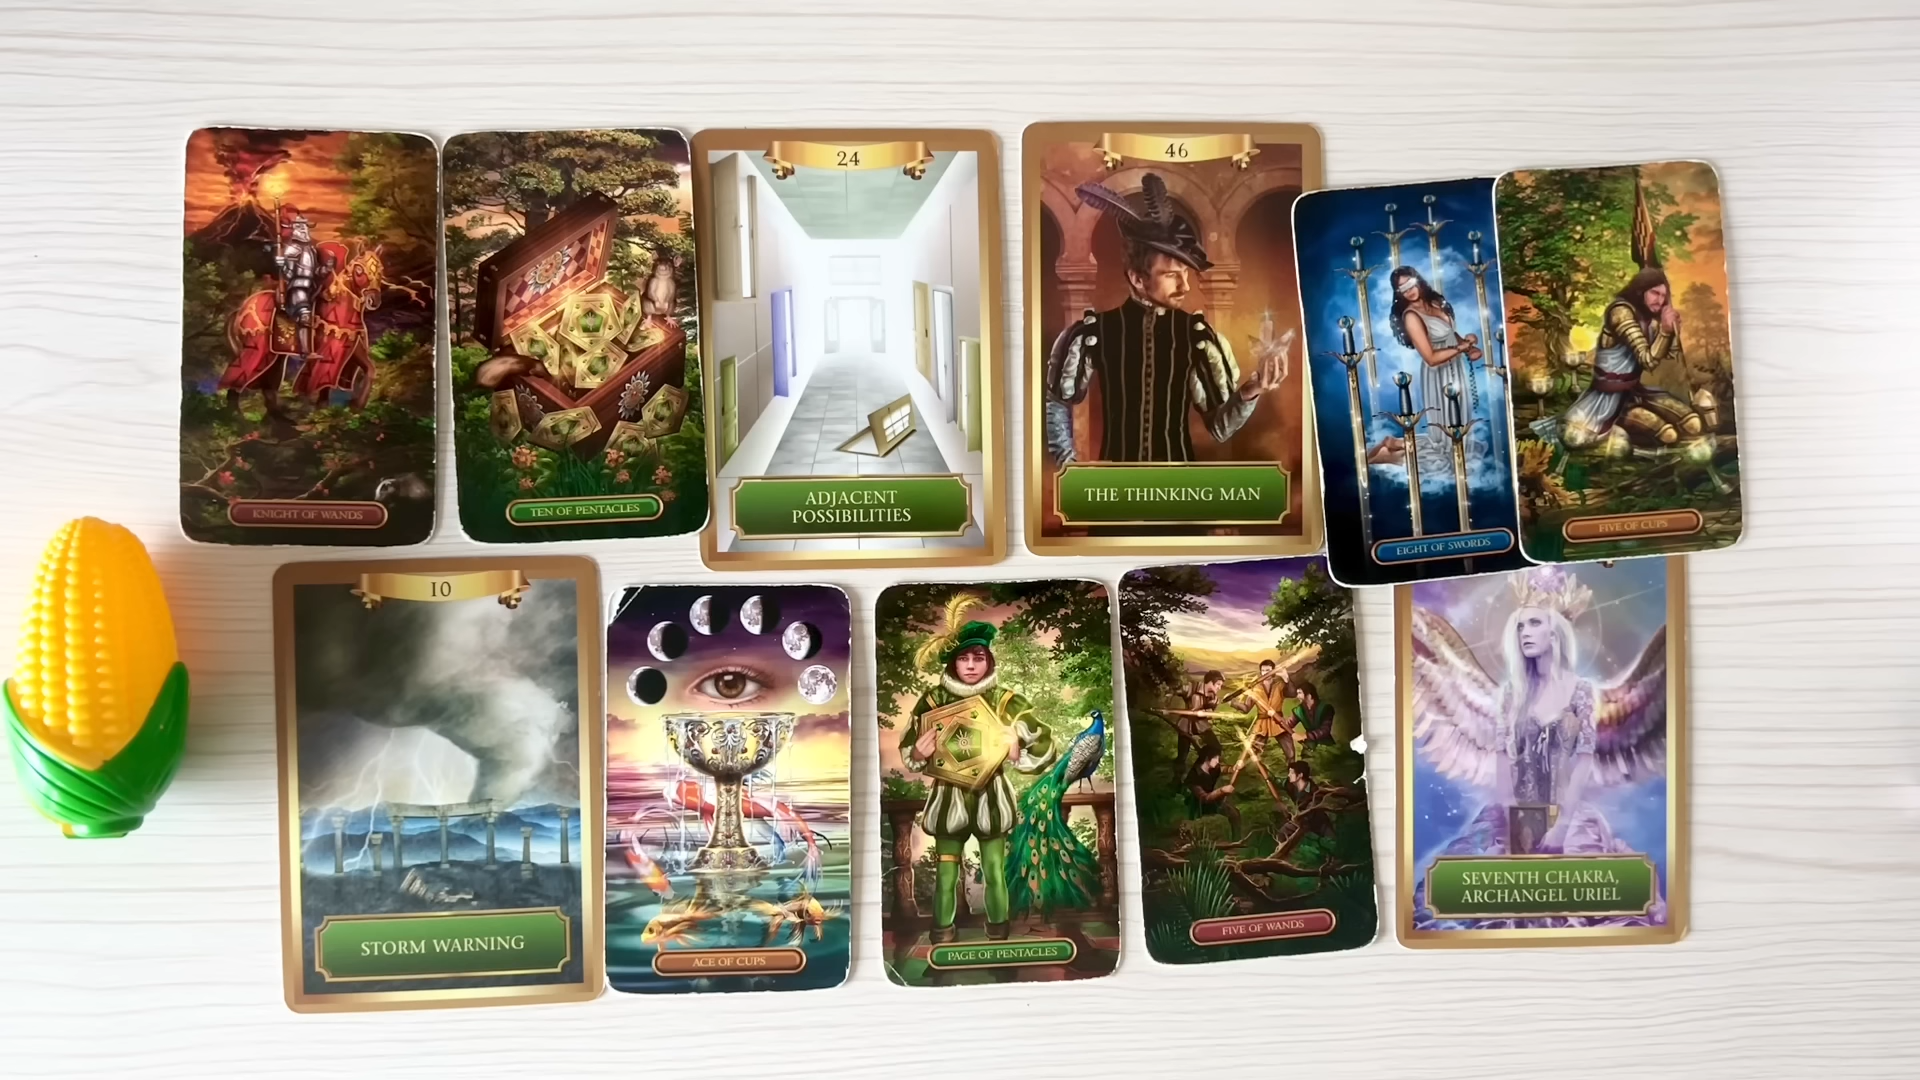 KNIGHT OF WANDS
TEN OF PENTACLES
24
ADJACENT
POSSIBILITIES
46
THE THINKING MAN
EIGHT OF SWORDS
FIVE OF CUPS
10
STORM WARNING
ACE OF CUPS
PAGE OF PENTACLES
FIVE OF WANDS
SEVENTH CHAKRA,
ARCHANGEL URIEL